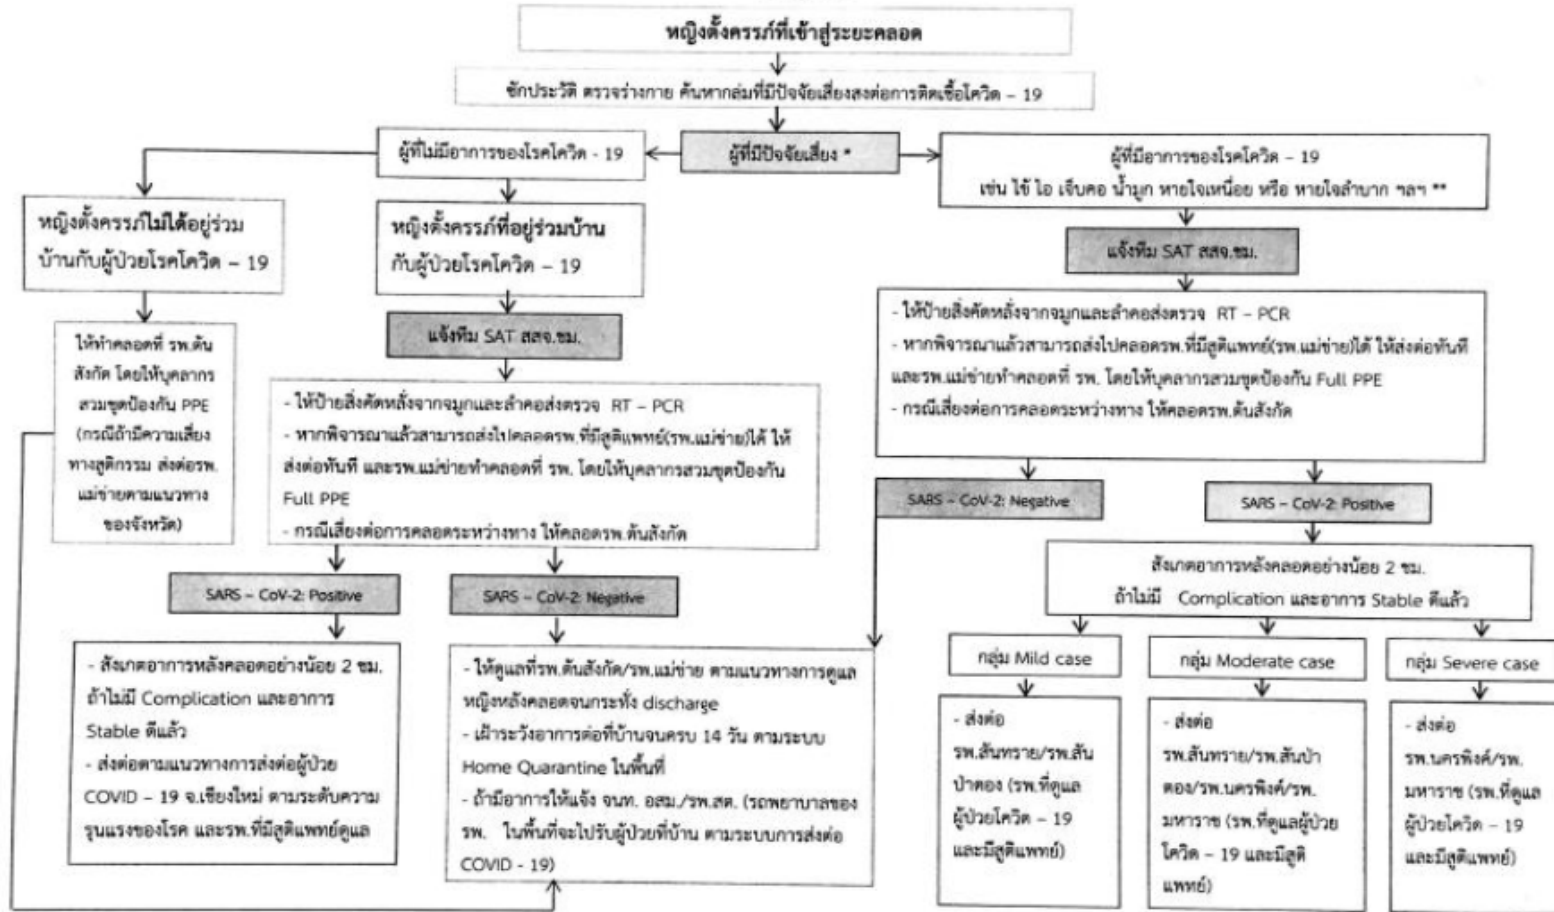 หญิงตั้งครรภ์ที่เข้าสู่ระยะคลอด
ซักประวัติ ตรวจร่างกาย ค้นหากลุ่มที่มีปัจจัยเสี่ยงสูงต่อการติดเชื้อโควิด – 19
ผู้ที่ไม่มีอาการของโรคโควิด - 19
ผู้ที่มีปัจจัยเสี่ยง *
ผู้ที่มีอาการของโรคโควิด – 19
เช่น ไข้ ไอ เจ็บคอ น้ำมูก หายใจเหนื่อย หรือ หายใจลำบาก ฯลฯ **
หญิงตั้งครรภ์ไม่ได้อยู่ร่วม
บ้านกับผู้ป่วยโรคโควิด – 19
หญิงตั้งครรภ์ที่อยู่ร่วมบ้าน
กับผู้ป่วยโรคโควิด – 19
แจ้งทีม SAT สสจ.ชม.
ให้ทำคลอดที่ รพ.ต้น
สังกัด โดยให้บุคลากร
สวมชุดป้องกัน PPE
(กรณีถ้ามีความเสี่ยง
ทางสูติกรรม ส่งต่อรพ.
แม่ข่ายตามแนวทาง
ของจังหวัด)
แจ้งทีม SAT สสจ.ชม.
- ให้ป้ายสิ่งคัดหลั่งจากจมูกและลำคอส่งตรวจ RT – PCR
- หากพิจารณาแล้วสามารถส่งไปคลอดรพ.ที่มีสูติแพทย์(รพ.แม่ข่าย)ได้ ให้
ส่งต่อทันที และรพ.แม่ข่ายทำคลอดที่ รพ. โดยให้บุคลากรสวมชุดป้องกัน
Full PPE
- กรณีเสี่ยงต่อการคลอดระหว่างทาง ให้คลอดรพ.ต้นสังกัด
- ให้ป้ายสิ่งคัดหลั่งจากจมูกและลำคอส่งตรวจ RT – PCR
- หากพิจารณาแล้วสามารถส่งไปคลอดรพ.ที่มีสูติแพทย์(รพ.แม่ข่าย)ได้ ให้ส่งต่อทันที
และรพ.แม่ข่ายทำคลอดที่ รพ. โดยให้บุคลากรสวมชุดป้องกัน Full PPE
- กรณีเสี่ยงต่อการคลอดระหว่างทาง ให้คลอดรพ.ต้นสังกัด
SARS – CoV-2: Negative
SARS – CoV-2: Positive
SARS – CoV-2: Positive
SARS – CoV-2: Negative
สังเกตอาการหลังคลอดอย่างน้อย 2 ชม.
ถ้าไม่มี Complication และอาการ Stable ดีแล้ว
- สังเกตอาการหลังคลอดอย่างน้อย 2 ชม.
ถ้าไม่มี Complication และอาการ
Stable ดีแล้ว
- ส่งต่อตามแนวทางการส่งต่อผู้ป่วย
COVID – 19 จ.เชียงใหม่ ตามระดับความ
รุนแรงของโรค และรพ.ที่มีสูติแพทย์ดูแล
- ให้ดูแลที่รพ.ต้นสังกัด/รพ.แม่ข่าย ตามแนวทางการดูแล
หญิงหลังคลอดจนกระทั่ง discharge
- เฝ้าระวังอาการต่อที่บ้านจนครบ 14 วัน ตามระบบ
Home Quarantine ในพื้นที่
- ถ้ามีอาการให้แจ้ง จนท. อสม./รพ.สต. (รถพยาบาลของ
รพ. ในพื้นที่จะไปรับผู้ป่วยที่บ้าน ตามระบบการส่งต่อ
COVID - 19)
กลุ่ม Mild case
กลุ่ม Moderate case
กลุ่ม Severe case
- ส่งต่อ
รพ.สันทราย/รพ.สัน
ป่าตอง (รพ.ที่ดูแล
ผู้ป่วยโควิด – 19
และมีสูติแพทย์)
- ส่งต่อ
รพ.สันทราย/รพ.สันป่า
ตอง/รพ.นครพิงค์/รพ.
มหาราช (รพ.ที่ดูแลผู้ป่วย
โควิด – 19 และมีสูติ
แพทย์)
- ส่งต่อ
รพ.นครพิงค์/รพ.
มหาราช (รพ.ที่ดูแล
ผู้ป่วยโควิด – 19
และมีสูติแพทย์)